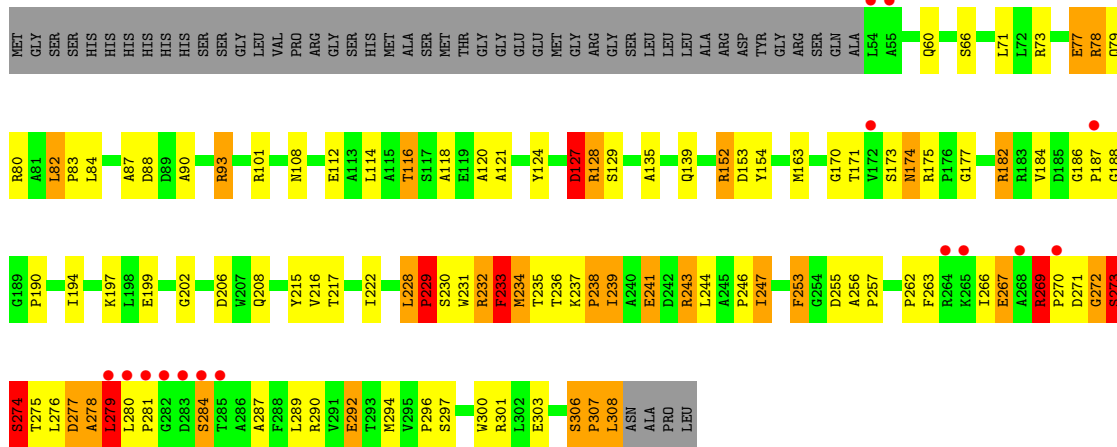 MET GLY SER SER HIS HIS HIS HIS HIS HIS SER SER GLY LEU VAL PRO ARG GLY SER HIS MET ALA SER MET THR GLY GLY GLU GLU MET GLY ARG GLY SER LEU LEU LEU ALA ARG ASP TYR GLY ARG SER GLN ALA L54 A55 Q60 S66 L71 L72 R73 E77 R78 Q79
R80 A81 L82 P83 L84 A87 D88 D89 A90 R93 R101 N108 E112 A113 L114 A115 T116 S117 A118 E119 A120 A121 Y124 D127 R128 S129 A135 Q139 R152 D153 Y154 M163 G170 T171 V172 S173 N174 R175 P176 G177 R182 R183 V184 D185 G186 P187 G188
G189 P190 I194 K197 L198 E199 G202 D206 W207 Q208 Y215 V216 T217 I222 L228 P229 S230 W231 R232 F233 M234 T235 T236 K237 P238 I239 A240 E241 D242 R243 L244 A245 P246 I247 F253 G254 D255 A256 P257 P262 F263 R264 K265 I266 E267 A268 R269 P270 D271 G272 S273
S274 T275 L276 D277 A278 L279 L280 P281 G282 D283 S284 T285 A286 A287 F288 L289 R290 V291 E292 T293 M294 V295 P296 S297 W300 R301 L302 E303 S306 P307 L308 ASN ALA PRO LEU